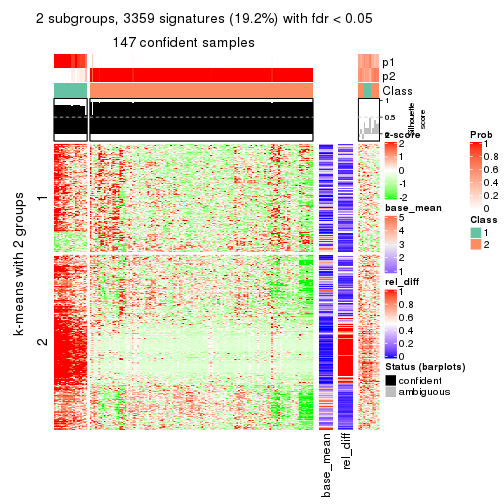 2 subgroups, 3359 signatures (19.2%) with fdr < 0.05
147 confident samples
p1
p2
Class
1
0.5
0
Silhouette
score
k-means with 2 groups
1
2
base_mean
rel_diff
z-score
2
1
0
-1
-2
base_mean
5
4
3
2
1
rel_diff
1
0.8
0.6
0.4
0.2
0
Status (barplots)
confident
ambiguous
Prob
1
0.8
0.6
0.4
0.2
0
Class
1
2